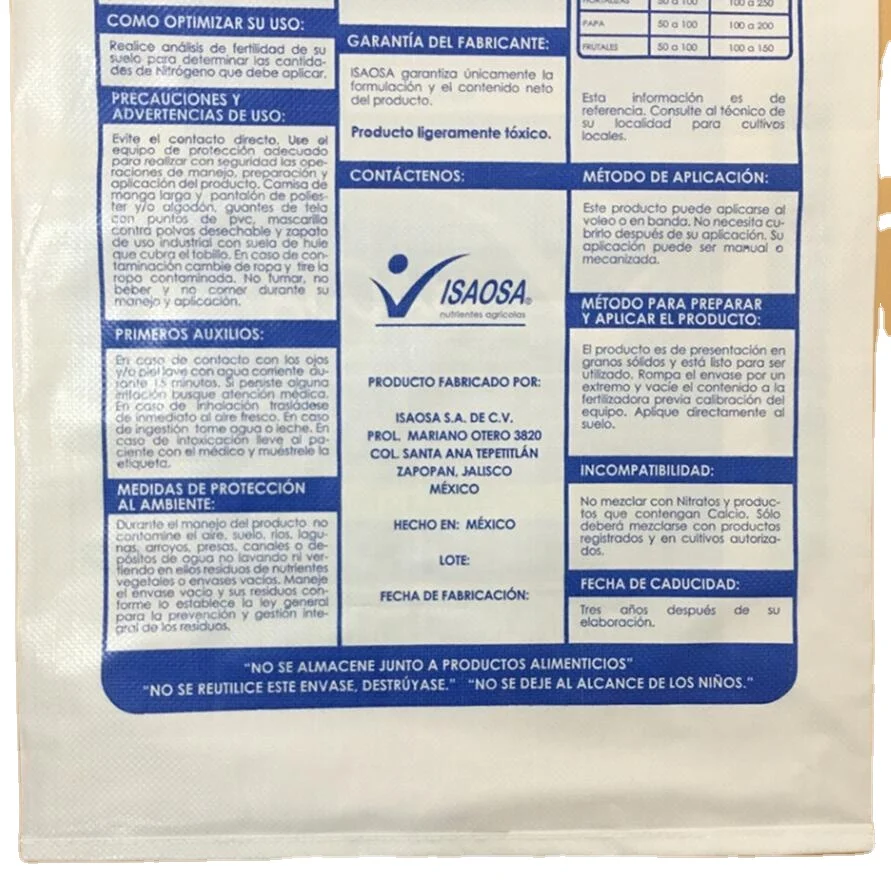 COMO OPTIMIZAR SU USO:
Realice análisis de fertilidad de su
suelo para determinar las cantida-
des de Nitrógeno que debe aplicar.
PRECAUCIONES Y
ADVERTENCIAS DE USO:
Evite el contacto directo. Use el
equipo de protección adecuado
para realizar con seguridad las ope-
raciones de manejo, preparación y
aplicación del producto. Camisa de
manga larga y pantalón de polies-
ter y/o algodón, guantes de tela
con puntos de pvc, mascarilla
contra polvos desechable y zapato
de uso industrial con suela de hule
que cubra el tobillo. En caso de con-
taminación cambie de ropa y tire la
ropa contaminada. No fumar, no
beber y no comer durante su
manejo y aplicación.
PRIMEROS AUXILIOS:
En caso de contacto con los ojos
y/o piel lave con agua corriente du-
rante 15 minutos. Si persiste alguna
irritación busque atención médica.
En caso de inhalación trasládese
de inmediato al aire fresco. En caso
de ingestión tome agua o leche. En
caso de intoxicación lleve al pa-
ciente con el médico y muéstrele la
etiqueta.
MEDIDAS DE PROTECCIÓN
AL AMBIENTE:
Durante el manejo del producto no
contamine el aire, suelo, ríos, lagu-
nas, arroyos, presas, canales o de-
pósitos de agua no lavando ni ver-
tiendo en ellos residuos de nutrientes
vegetales o envases vacíos. Maneje
el envase vacío y sus residuos con-
forme lo establece la ley general
para la prevención y gestión inte-
gral de los residuos.
GARANTÍA DEL FABRICANTE:
ISAOSA garantiza únicamente la
formulación y el contenido neto
del producto.
Producto ligeramente tóxico.
CONTÁCTENOS:
ISAOSA®
nutrientes agrícolas
PRODUCTO FABRICADO POR:
ISAOSA S.A. DE C.V.
PROL. MARIANO OTERO 3820
COL. SANTA ANA TEPETITLÁN
ZAPOPAN, JALISCO
MÉXICO
HECHO EN: MÉXICO
LOTE:
FECHA DE FABRICACIÓN:
HORTALIZAS 50 a 100 100 a 250
PAPA 50 a 100 100 a 200
FRUTALES 50 a 100 100 a 150
Esta información es de
referencia. Consulte al técnico de
su localidad para cultivos
locales.
MÉTODO DE APLICACIÓN:
Este producto puede aplicarse al
voleo o en banda. No necesita cu-
brirlo después de su aplicación. Su
aplicación puede ser manual o
mecanizada.
MÉTODO PARA PREPARAR
Y APLICAR EL PRODUCTO:
El producto es de presentación en
granos sólidos y está listo para ser
utilizado. Rompa el envase por un
extremo y vacíe el contenido a la
fertilizadora previa calibración del
equipo. Aplique directamente al
suelo.
INCOMPATIBILIDAD:
No mezclar con Nitratos y produc-
tos que contengan Calcio. Sólo
deberá mezclarse con productos
registrados y en cultivos autoriza-
dos.
FECHA DE CADUCIDAD:
Tres años después de su
elaboración.
"NO SE ALMACENE JUNTO A PRODUCTOS ALIMENTICIOS"
"NO SE REUTILICE ESTE ENVASE, DESTRÚYASE." "NO SE DEJE AL ALCANCE DE LOS NIÑOS."